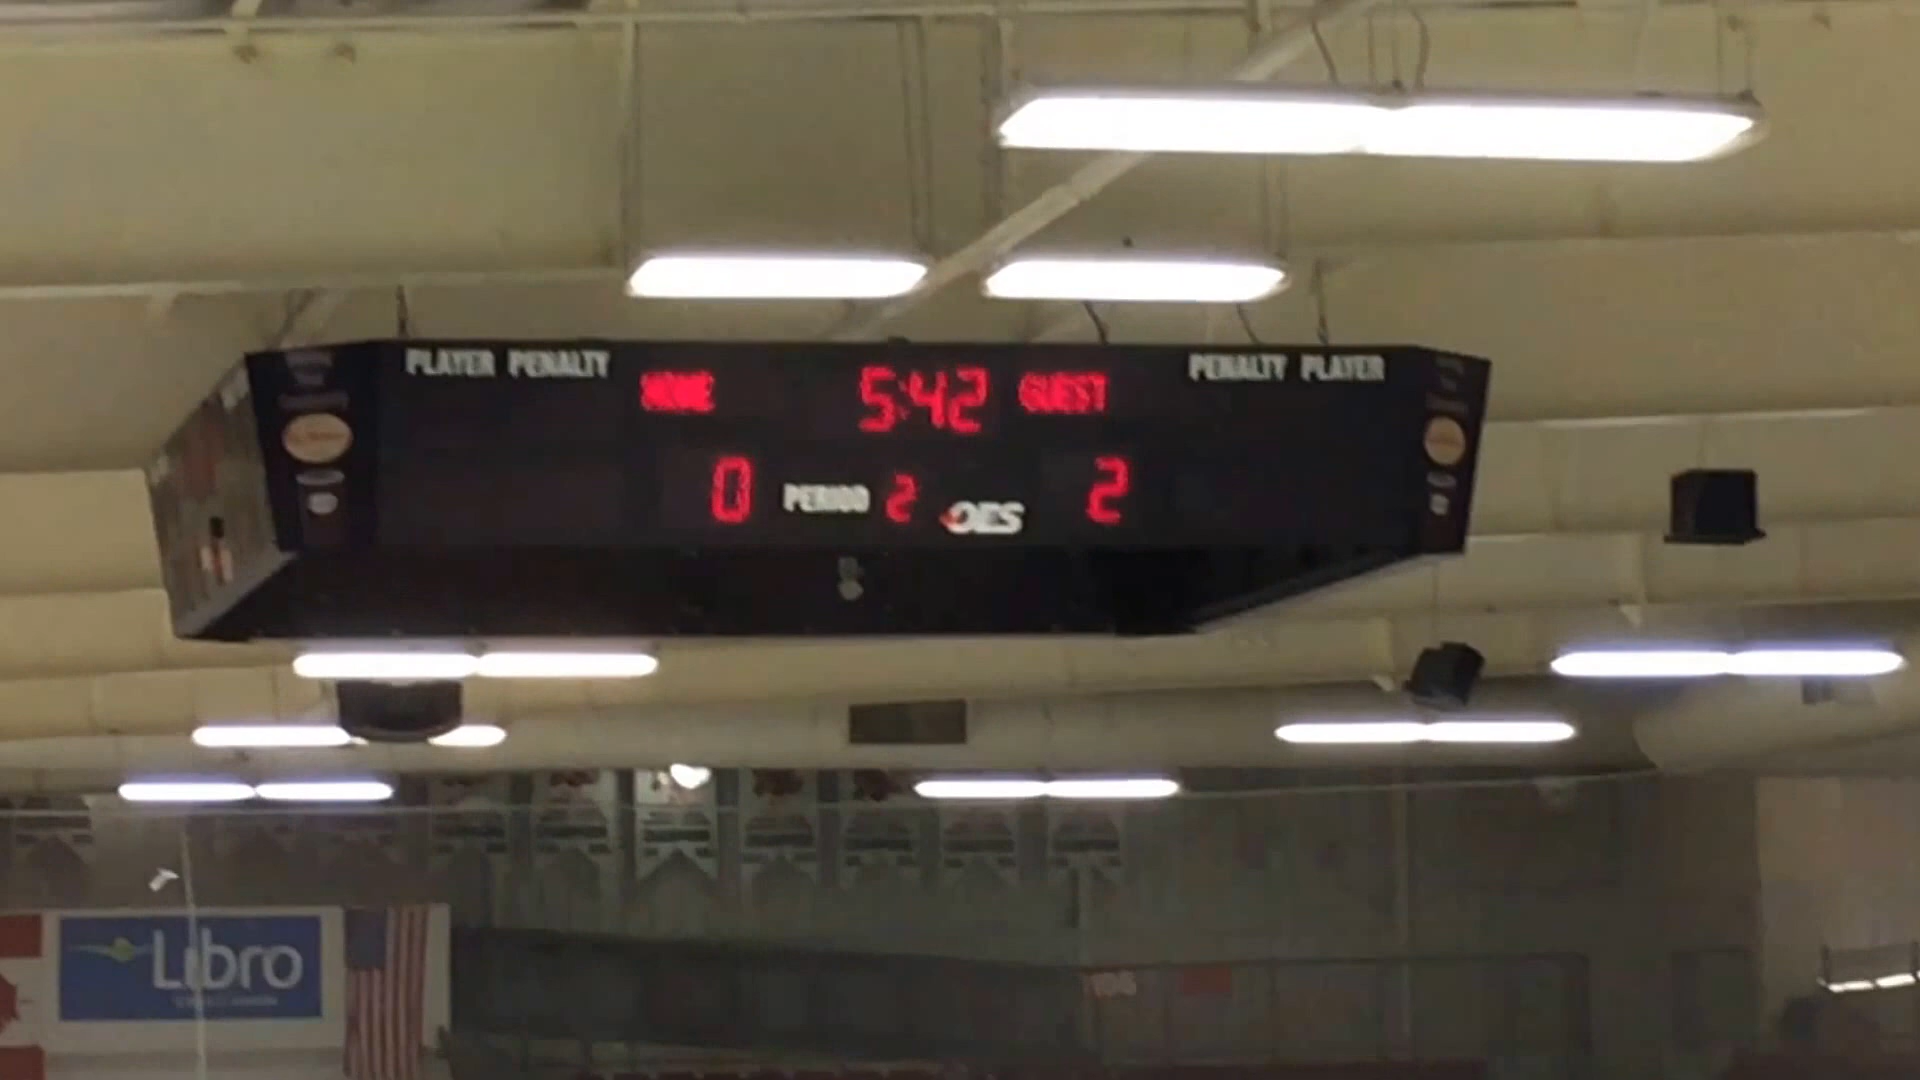 PLAYER PENALTY
HOME 5:42 GUEST
PENALTY PLAYER
0 PERIOD 2 OES 2
Libro